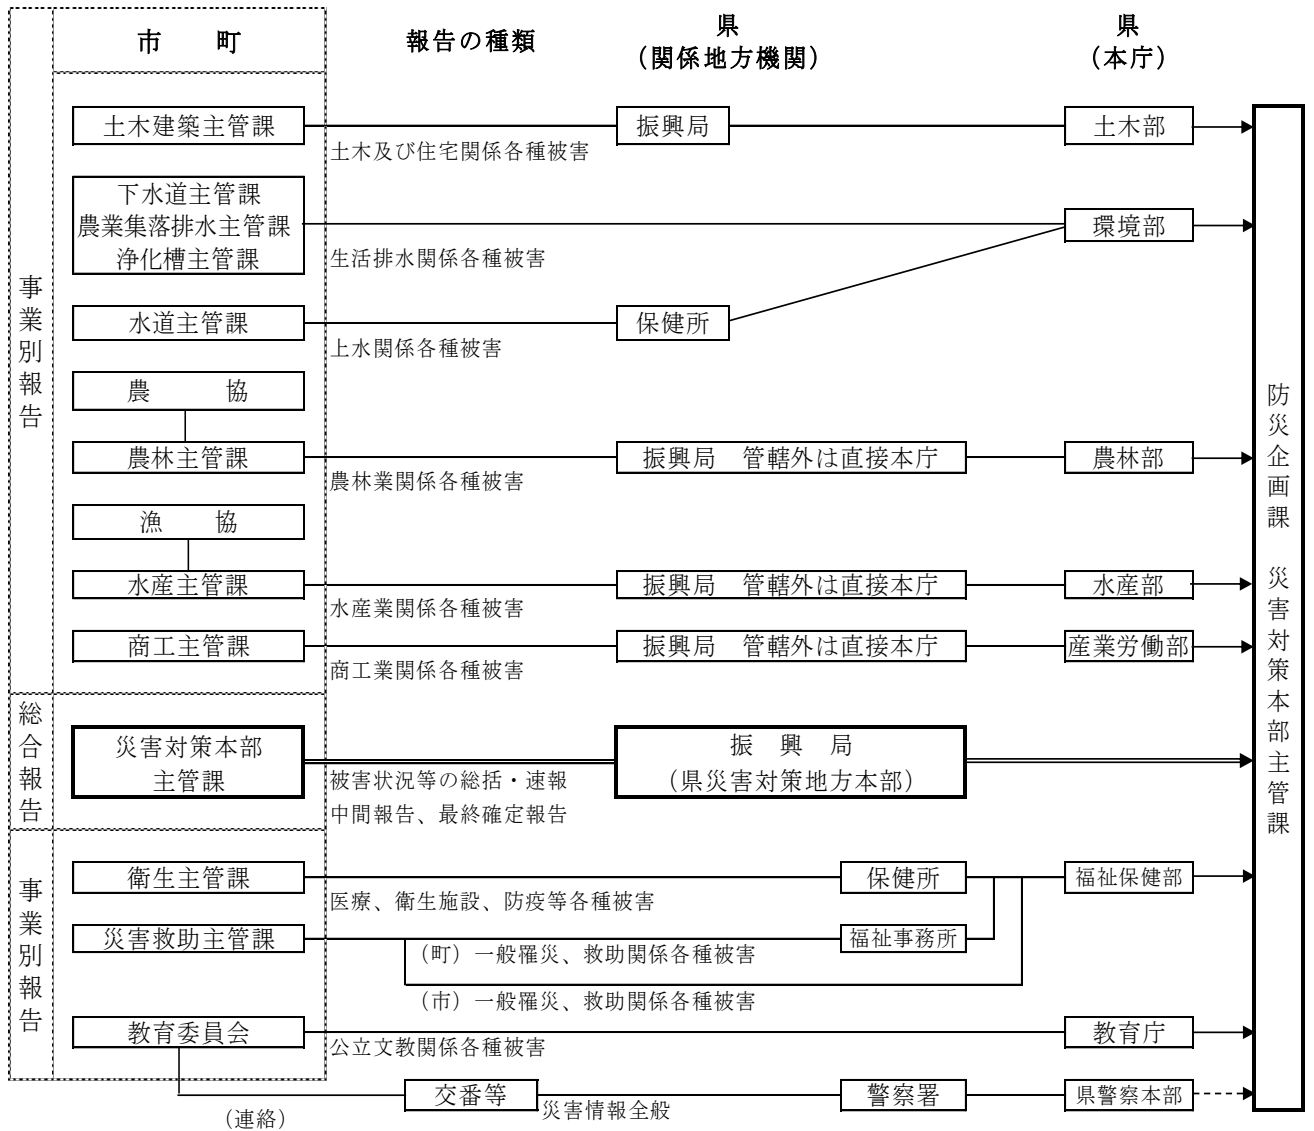 市　　町
報告の種類
県
（関係地方機関）
県
（本庁）
事業別報告
土木建築主管課
土木及び住宅関係各種被害
振興局
土木部
下水道主管課
農業集落排水主管課
浄化槽主管課
生活排水関係各種被害
環境部
水道主管課
上水関係各種被害
保健所
農　　　協
農林主管課
農林業関係各種被害
振興局　管轄外は直接本庁
農林部
漁　　協
水産主管課
水産業関係各種被害
振興局　管轄外は直接本庁
水産部
商工主管課
商工業関係各種被害
振興局　管轄外は直接本庁
産業労働部
総合報告
災害対策本部
主管課
被害状況等の総括・速報
中間報告、最終確定報告
振　興　局
（県災害対策地方本部）
事業別報告
衛生主管課
医療、衛生施設、防疫等各種被害
保健所
福祉保健部
災害救助主管課
（町）一般罹災、救助関係各種被害
福祉事務所
（市）一般罹災、救助関係各種被害
教育委員会
公立文教関係各種被害
教育庁
（連絡）
交番等
災害情報全般
警察署
県警察本部
防災企画課　災害対策本部主管課